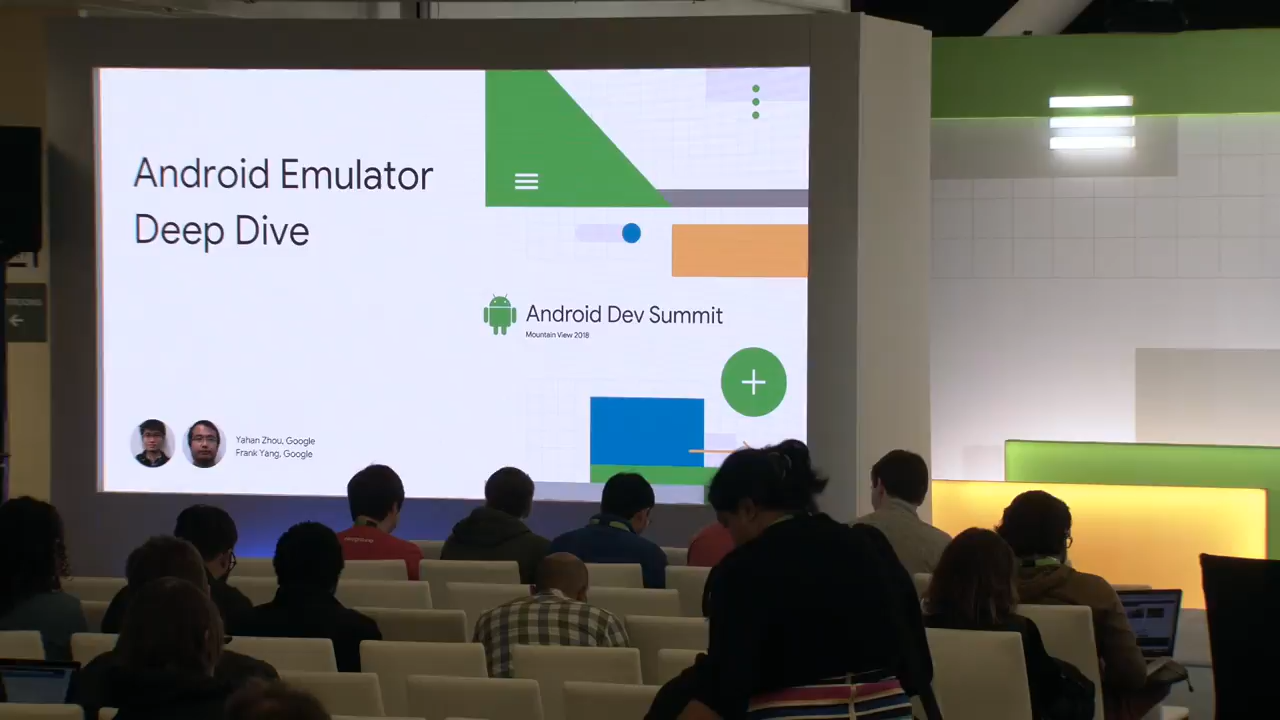 Android Emulator
Deep Dive
Android Dev Summit
Mountain View 2018
Yahan Zhou, Google
Frank Yang, Google